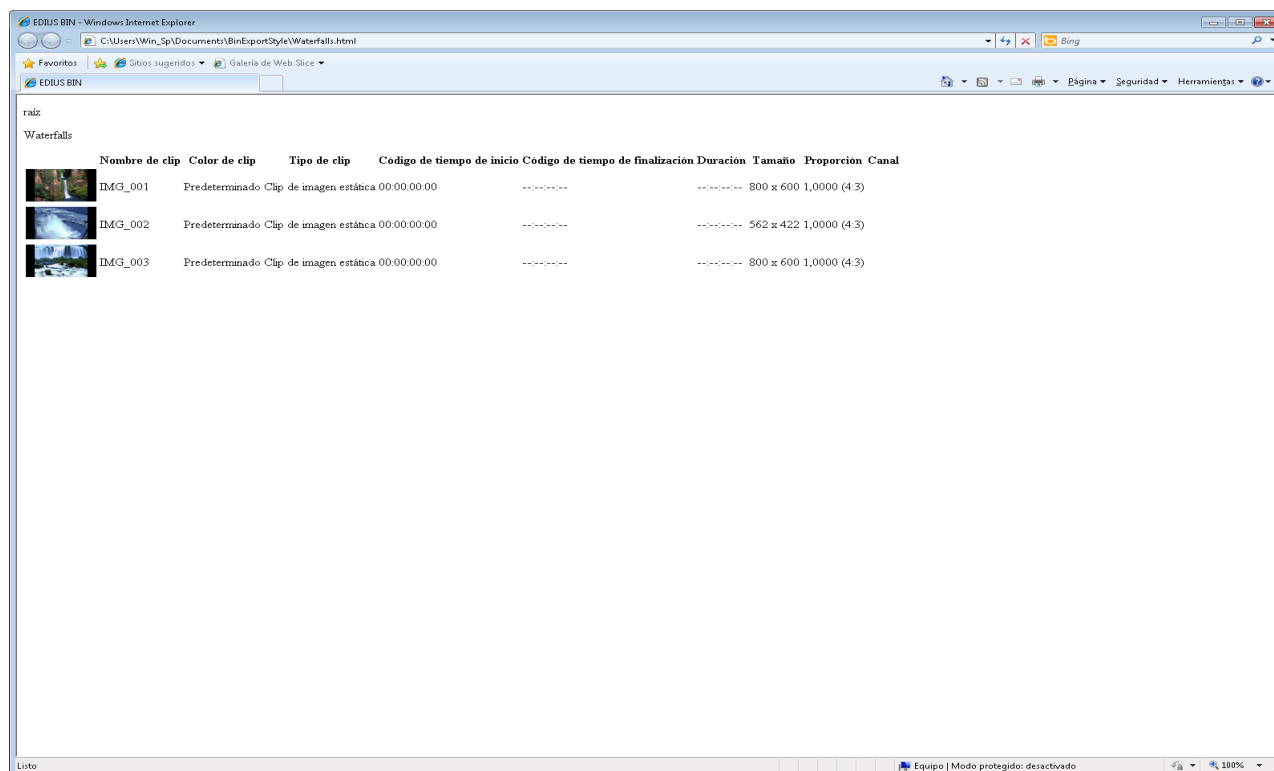 EDIUS BIN - Windows Internet Explorer
C:\Users\Win_Sp\Documents\BinExportStyle\Waterfalls.html
Bing
Favoritos Sitios sugeridos Galería de Web Slice
EDIUS BIN
Página Seguridad Herramientas
raíz
Waterfalls
Nombre de clip Color de clip Tipo de clip Código de tiempo de inicio Código de tiempo de finalización Duración Tamaño Proporción Canal
IMG_001 Predeterminado Clip de imagen estática 00:00:00:00 --:--:--:-- --:--:--:-- 800 x 600 1,0000 (4:3)
IMG_002 Predeterminado Clip de imagen estática 00:00:00:00 --:--:--:-- --:--:--:-- 562 x 422 1,0000 (4:3)
IMG_003 Predeterminado Clip de imagen estática 00:00:00:00 --:--:--:-- --:--:--:-- 800 x 600 1,0000 (4:3)
Listo
Equipo | Modo protegido: desactivado
100%